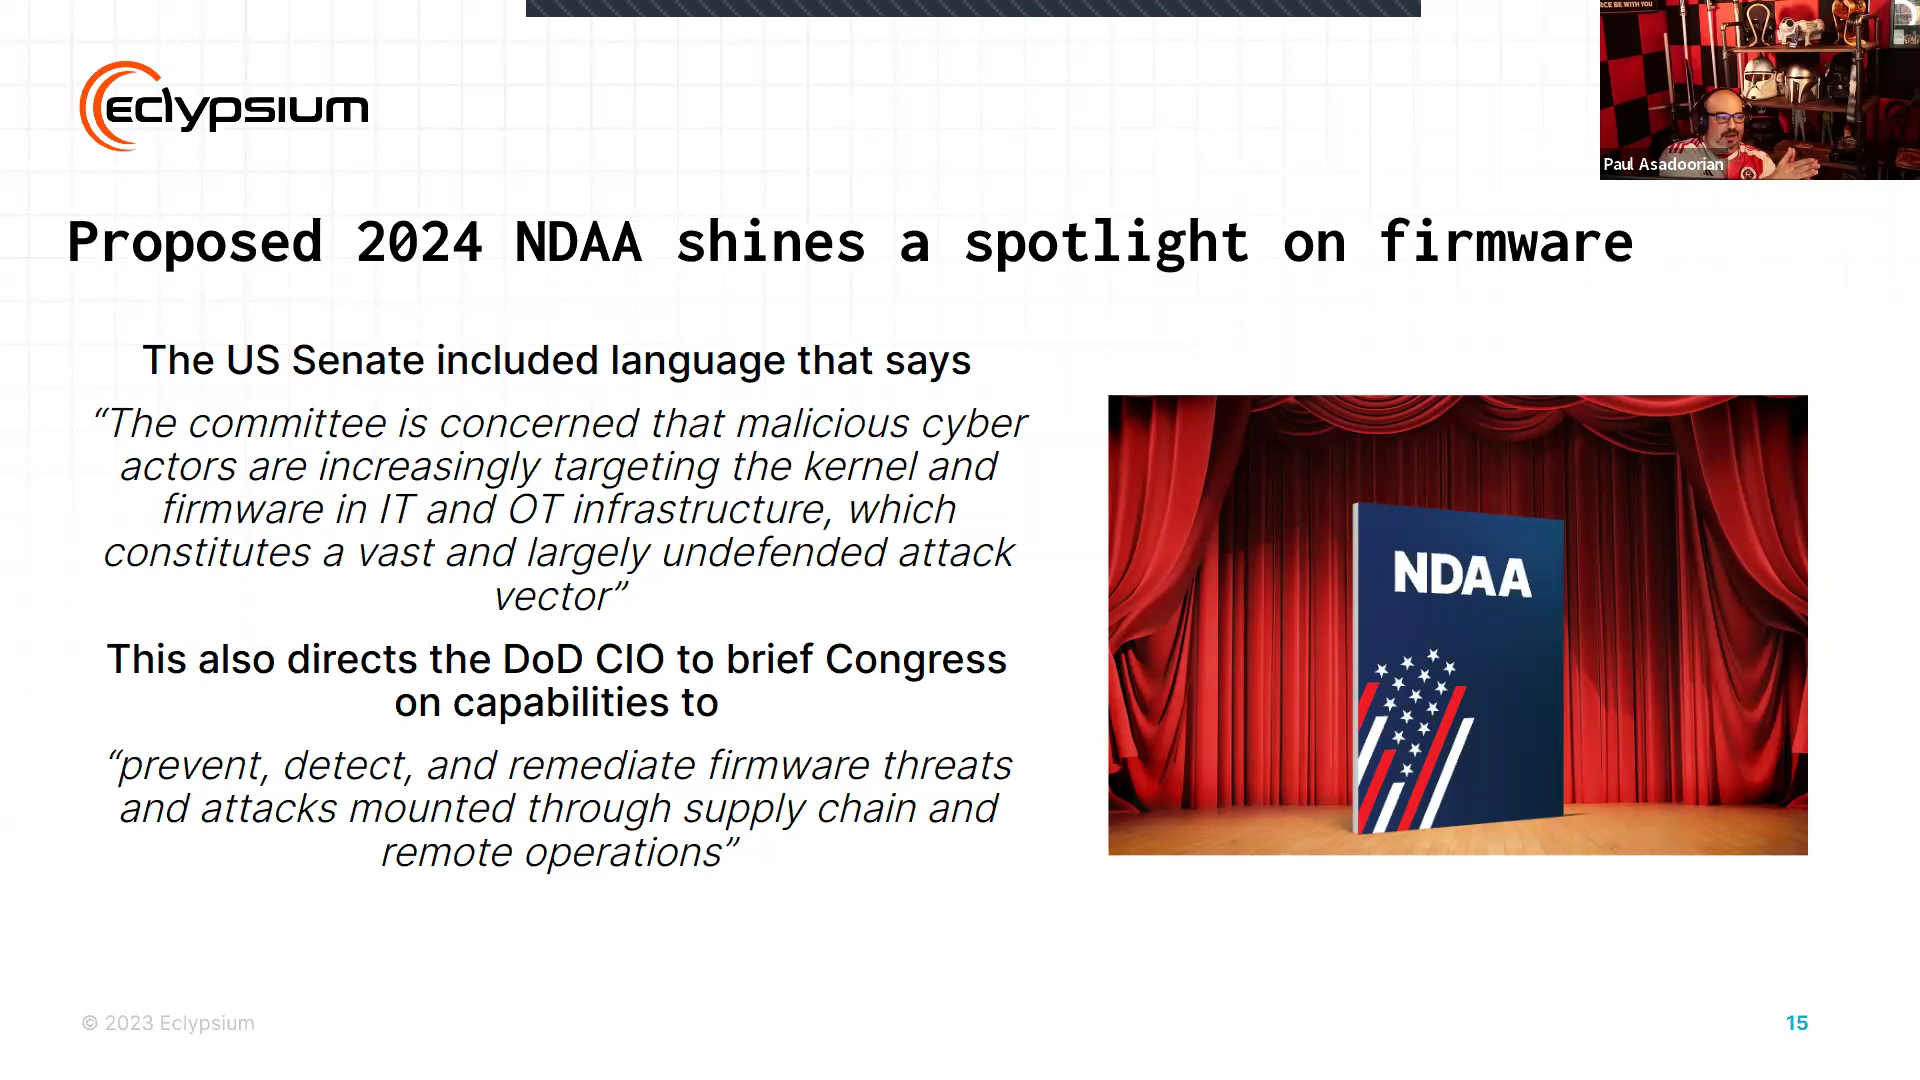 RCE BE WITH YOU
Eclypsium
Paul Asadoorian
Proposed 2024 NDAA shines a spotlight on firmware
The US Senate included language that says
“The committee is concerned that malicious cyber
actors are increasingly targeting the kernel and
firmware in IT and OT infrastructure, which
constitutes a vast and largely undefended attack
vector”
This also directs the DoD CIO to brief Congress
on capabilities to
“prevent, detect, and remediate firmware threats
and attacks mounted through supply chain and
remote operations”
NDAA
© 2023 Eclypsium
15